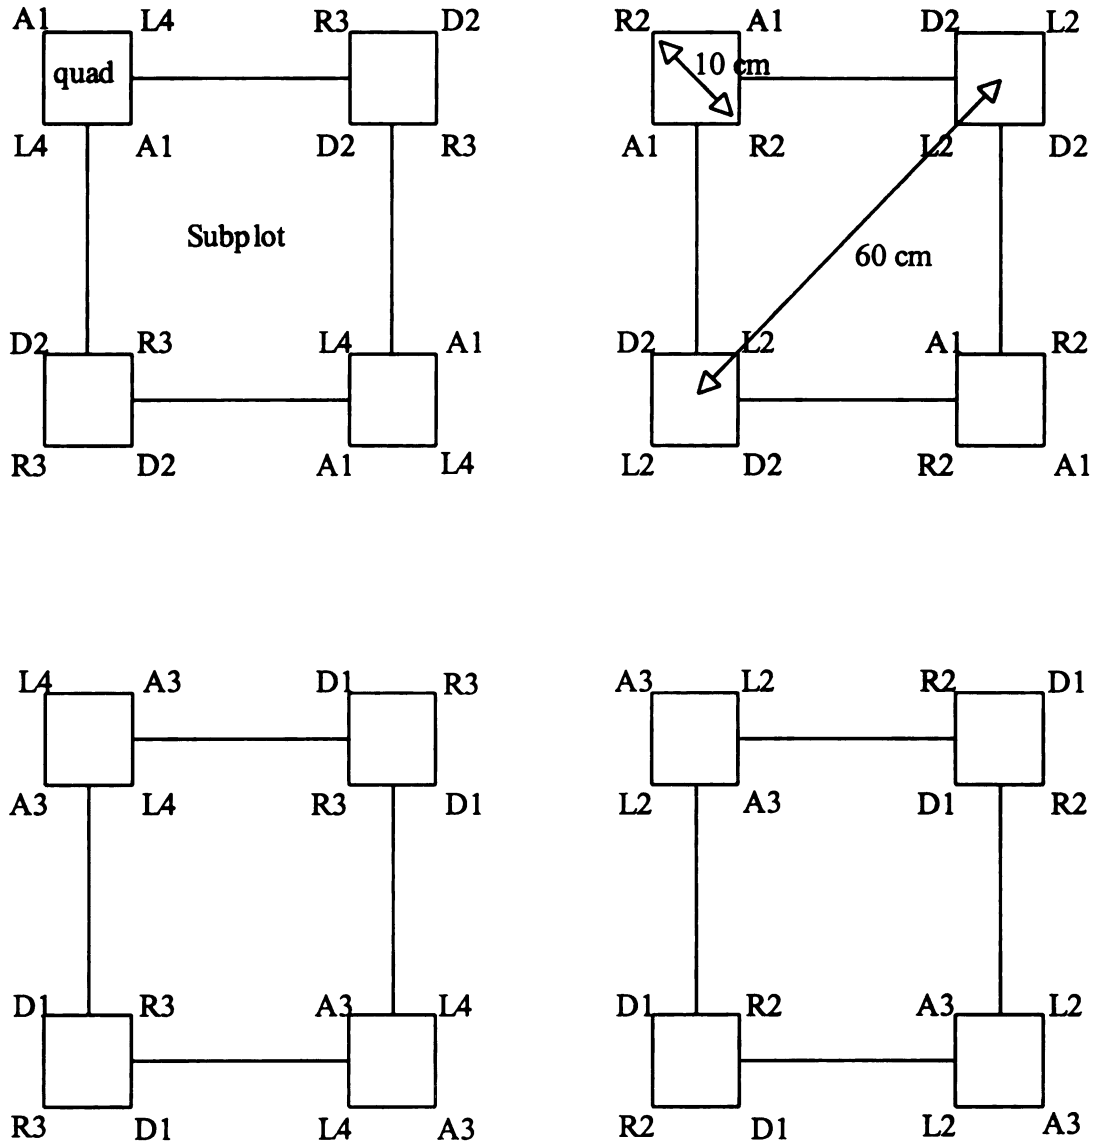 A1 L4 R3 D2 R2 A1 D2 L2
quad 10 cm
L4 A1 D2 R3 A1 R2 L2 D2
Subplot
60 cm
D2 R3 L4 A1 D2 L2 A1 R2
R3 D2 A1 L4 L2 D2 R2 A1
L4 A3 D1 R3 A3 L2 R2 D1
A3 L4 R3 D1 L2 A3 D1 R2
D1 R3 A3 L4 D1 R2 A3 L2
R3 D1 L4 A3 R2 D1 L2 A3